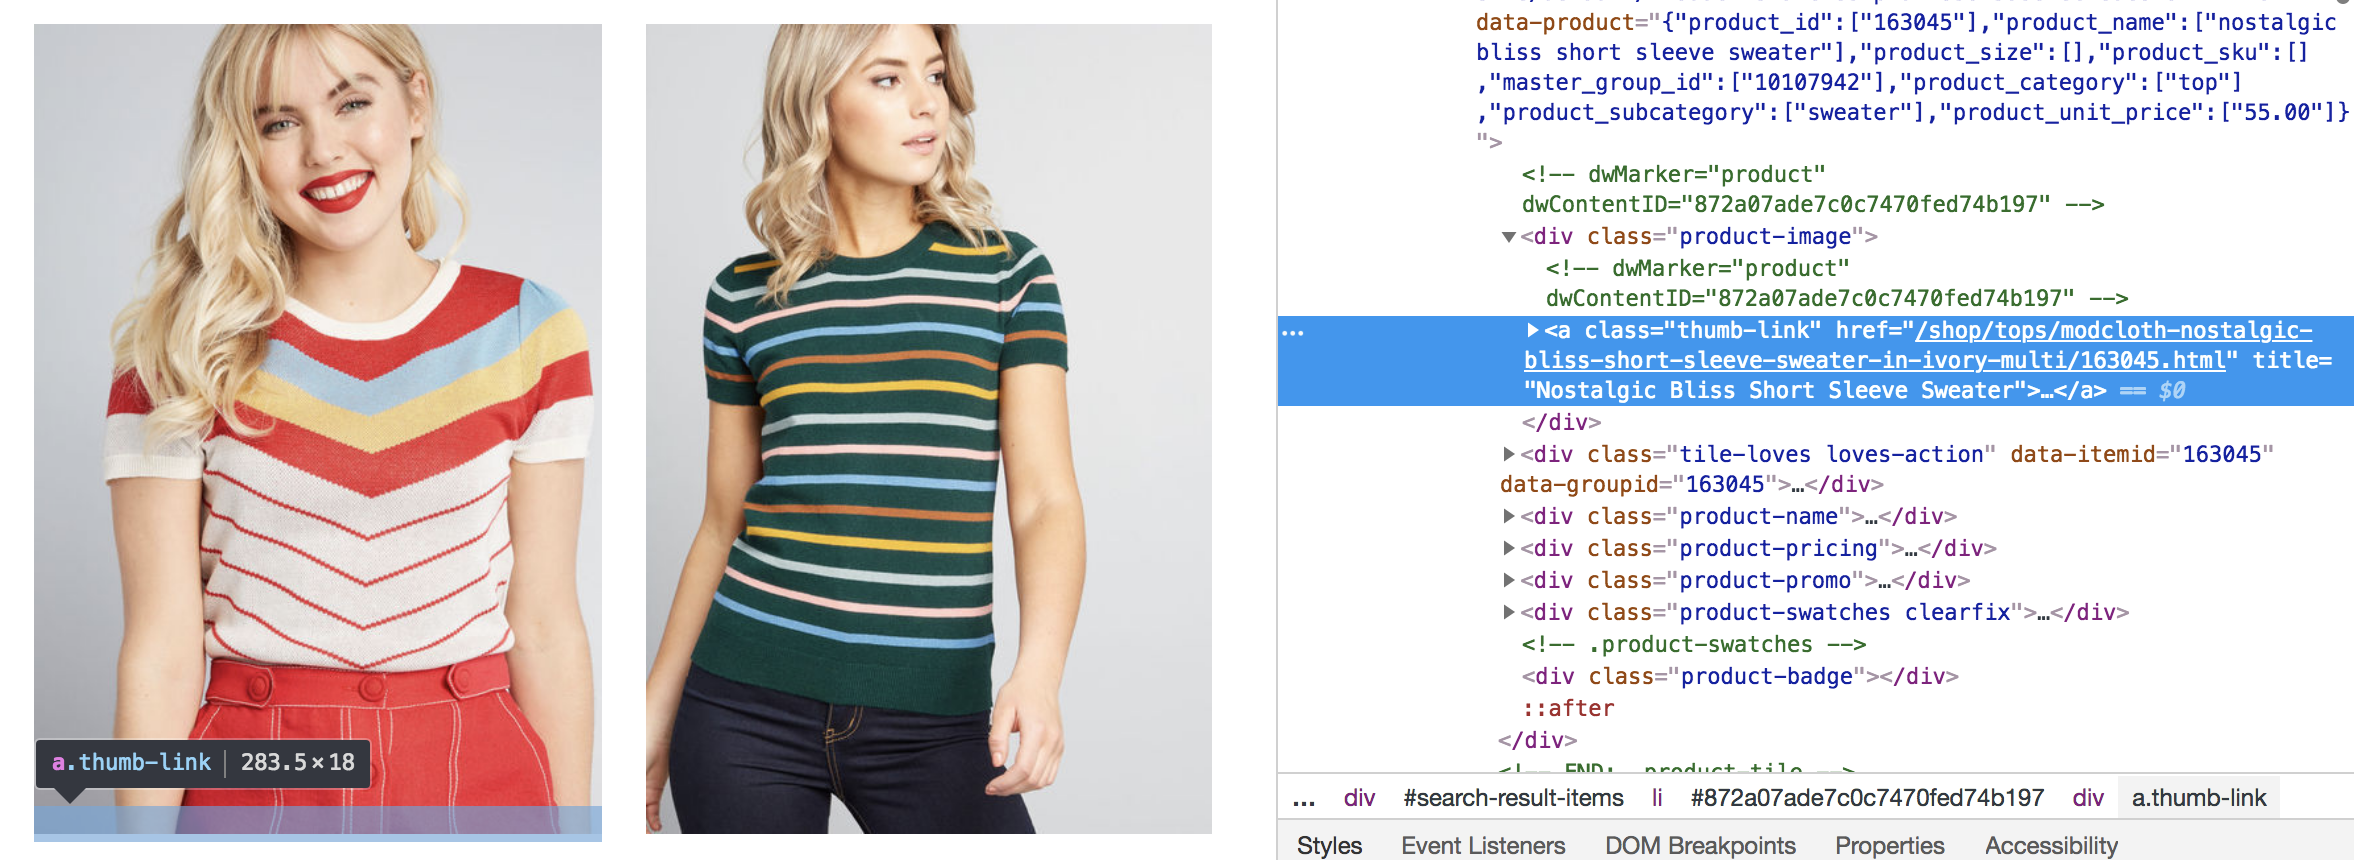 a.thumb-link | 283.5×18
data-product="{"product_id":["163045"],"product_name":["nostalgic
bliss short sleeve sweater"],"product_size":[],"product_sku":[]
,"master_group_id":["10107942"],"product_category":["top"]
,"product_subcategory":["sweater"],"product_unit_price":["55.00"]}
">
<!-- dwMarker="product"
dwContentID="872a07ade7c0c7470fed74b197" -->
▼<div class="product-image">
<!-- dwMarker="product"
dwContentID="872a07ade7c0c7470fed74b197" -->
… ▶<a class="thumb-link" href="/shop/tops/modcloth-nostalgic-
bliss-short-sleeve-sweater-in-ivory-multi/163045.html" title=
"Nostalgic Bliss Short Sleeve Sweater">…</a> == $0
</div>
▶<div class="tile-loves loves-action" data-itemid="163045"
data-groupid="163045">…</div>
▶<div class="product-name">…</div>
▶<div class="product-pricing">…</div>
▶<div class="product-promo">…</div>
▶<div class="product-swatches clearfix">…</div>
<!-- .product-swatches -->
<div class="product-badge"></div>
::after
</div>
<!-- END: .product-tile -->
… div #search-result-items li #872a07ade7c0c7470fed74b197 div a.thumb-link
Styles Event Listeners DOM Breakpoints Properties Accessibility